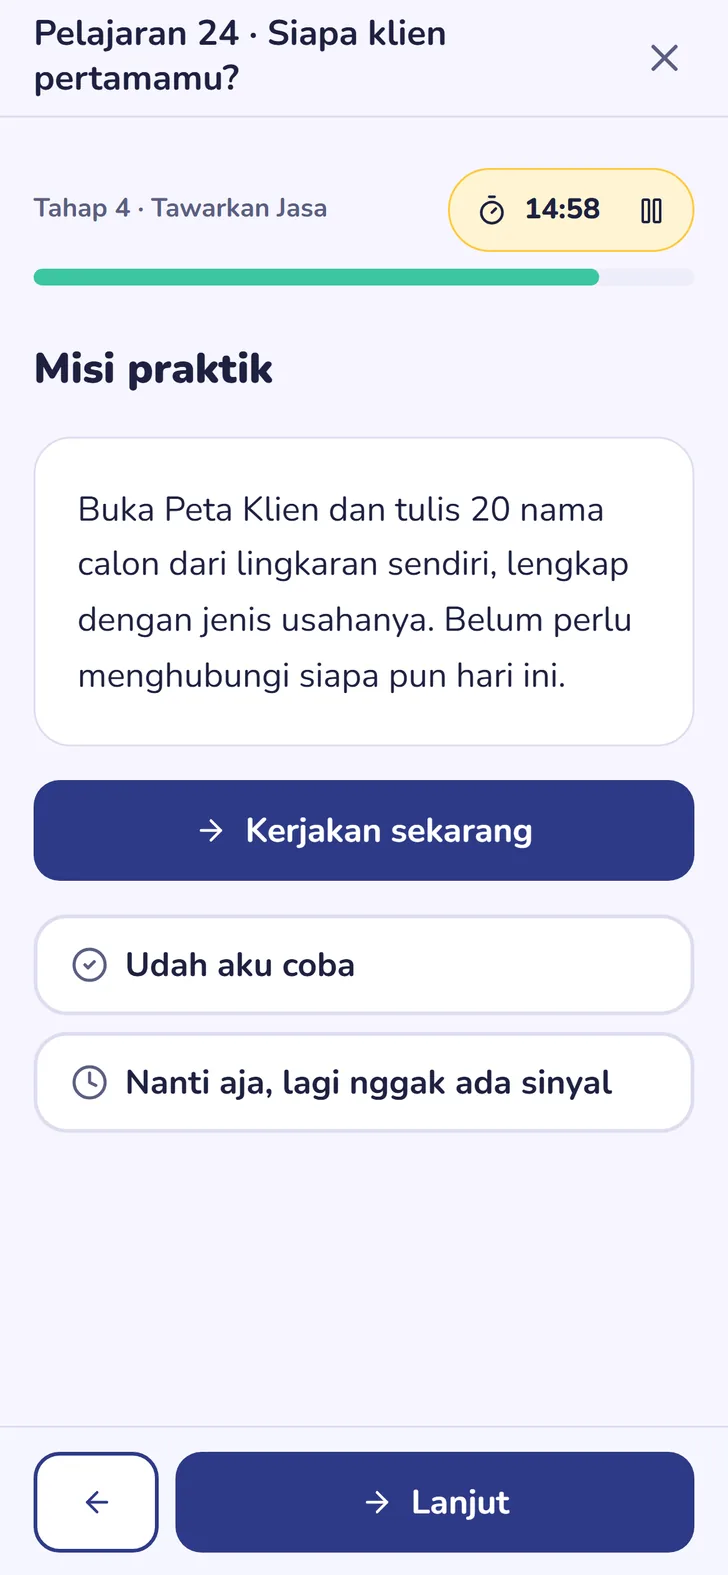 Pelajaran 24 · Siapa klien
pertamamu?
Tahap 4 · Tawarkan Jasa
14:58
Misi praktik
Buka Peta Klien dan tulis 20 nama
calon dari lingkaran sendiri, lengkap
dengan jenis usahanya. Belum perlu
menghubungi siapa pun hari ini.
Kerjakan sekarang
Udah aku coba
Nanti aja, lagi nggak ada sinyal
Lanjut